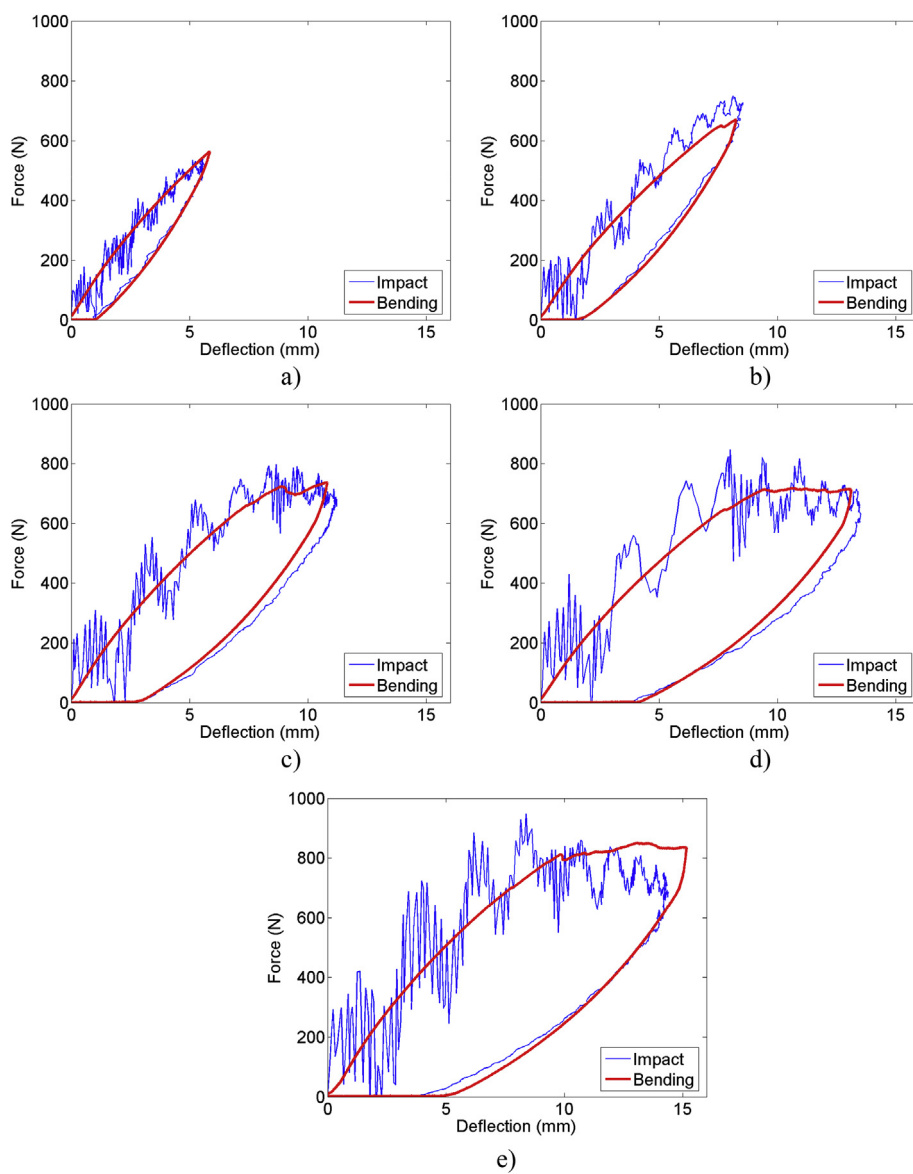 1000
800
600
400
200
0
Force (N)
0 5 10 15
Deflection (mm)
Impact
Bending
a)
1000
800
600
400
200
0
Force (N)
0 5 10 15
Deflection (mm)
Impact
Bending
b)
1000
800
600
400
200
0
Force (N)
0 5 10 15
Deflection (mm)
Impact
Bending
c)
1000
800
600
400
200
0
Force (N)
0 5 10 15
Deflection (mm)
Impact
Bending
d)
1000
800
600
400
200
0
Force (N)
0 5 10 15
Deflection (mm)
Impact
Bending
e)